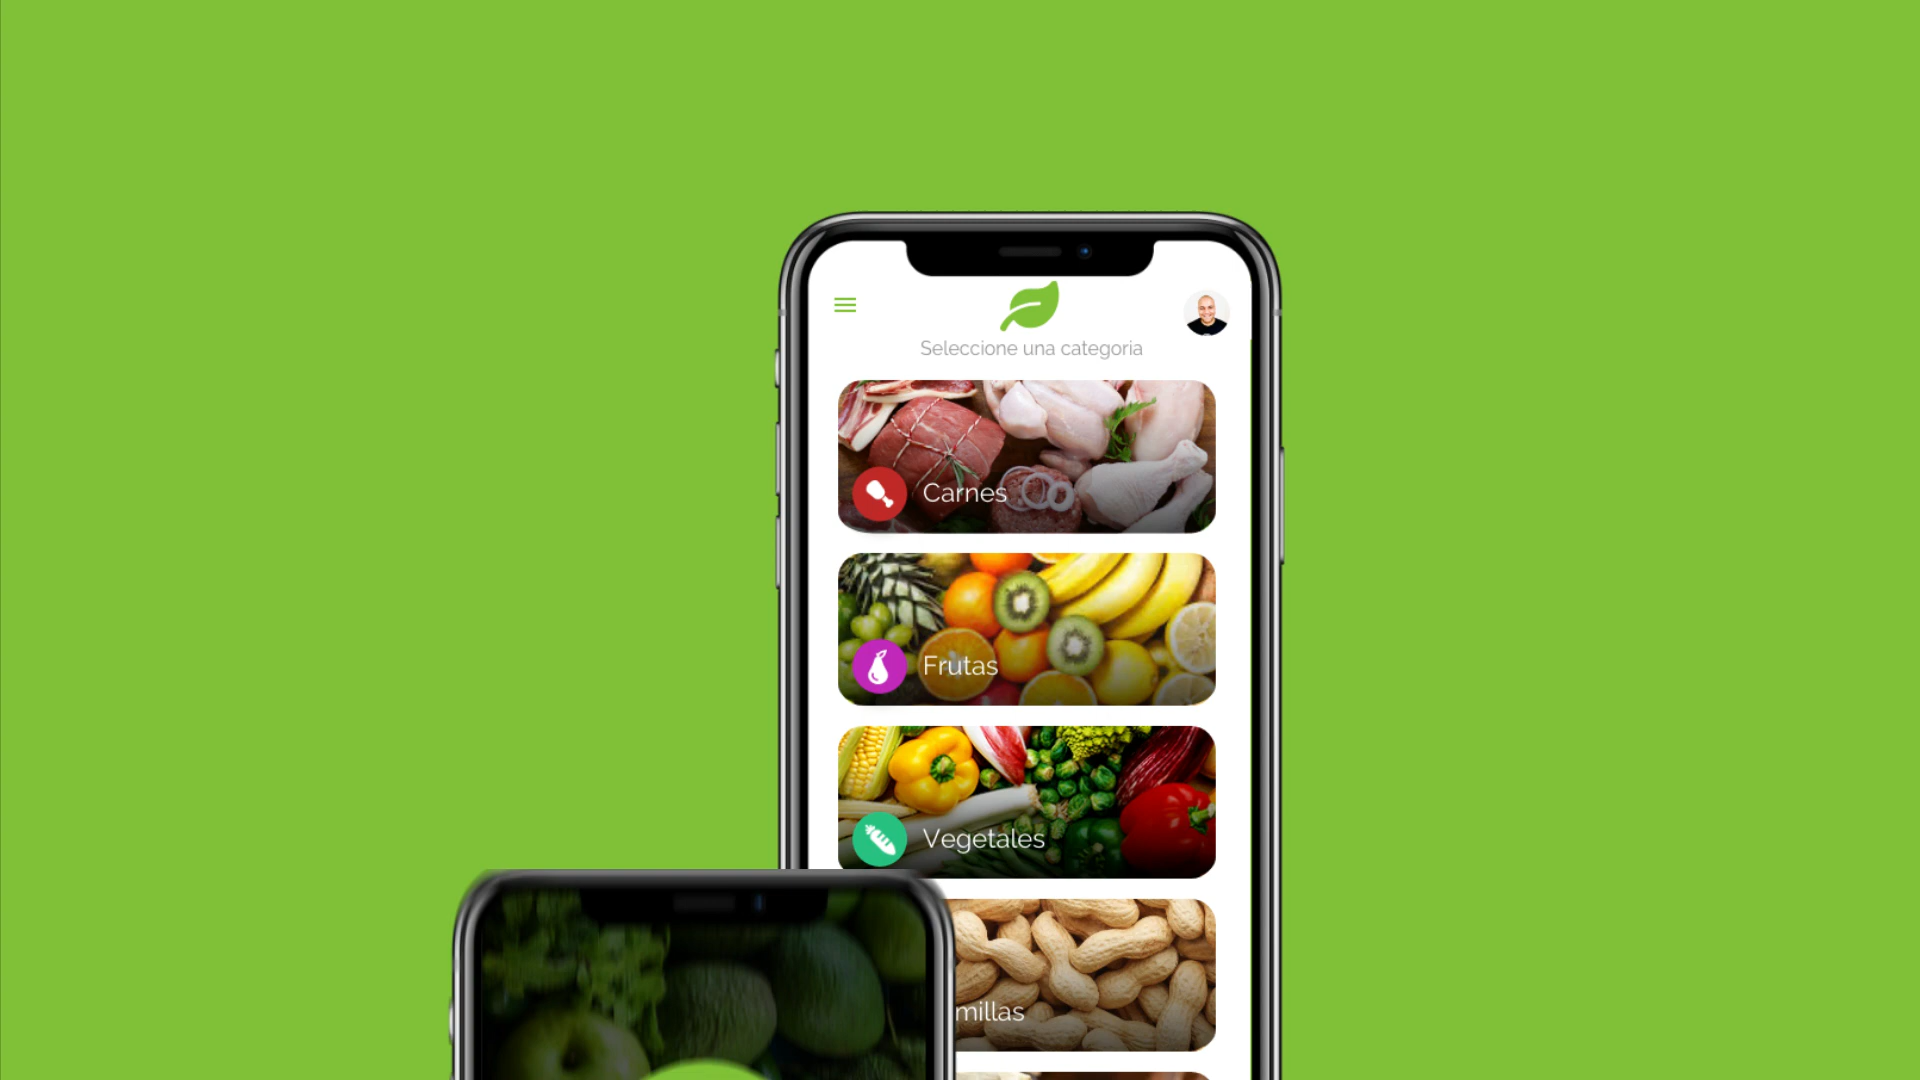 Seleccione una categoria
Carnes
Frutas
Vegetales
millas